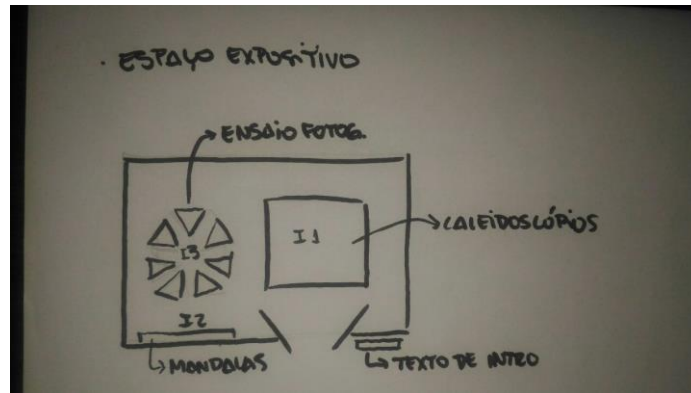 . ESPAÇO EXPOSITIVO
ENSAIO FOTOG.
I1
CALEIDOSCÓPIOS
I3
I2
MANDALAS
TEXTO DE INTRO